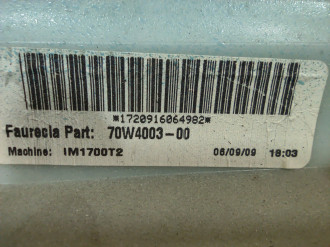 *1720916064982*
Faurecia Part: 70W4003-00
Machine: IM1700T2 06/09/09 18:03